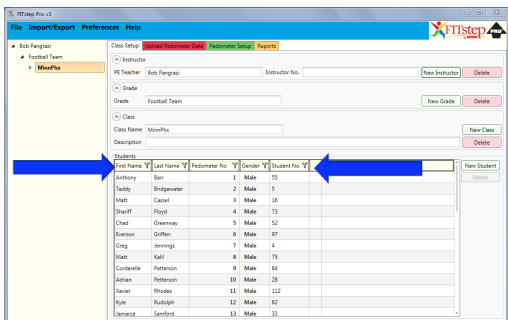 FITstep Pro v3
File Import/Export Preferences Help
FITstep PRO
Bob Pangrazi
Football Team
MinnPhx
Class Setup Upload Pedometer Data Pedometer Setup Reports
Instructor
PE Teacher Bob Pangrazi Instructor No. New Instructor Delete
Grade
Grade Football Team New Grade Delete
Class
Class Name MinnPhx New Class
Description Delete
Students
First Name Last Name Pedometer No Gender Student No New Student
Anthony Barr 1 Male 55 Delete
Teddy Bridgewater 2 Male 5
Matt Cassel 3 Male 16
Shariff Floyd 4 Male 73
Chad Greenway 5 Male 52
Everson Griffen 6 Male 97
Greg Jennings 7 Male 4
Matt Kalil 8 Male 75
Cordarelle Patterson 9 Male 84
Adrian Petterson 10 Male 28
Xavier Rhodes 11 Male 112
Kyle Rudolph 12 Male 82
Jamarca Samford 13 Male 33